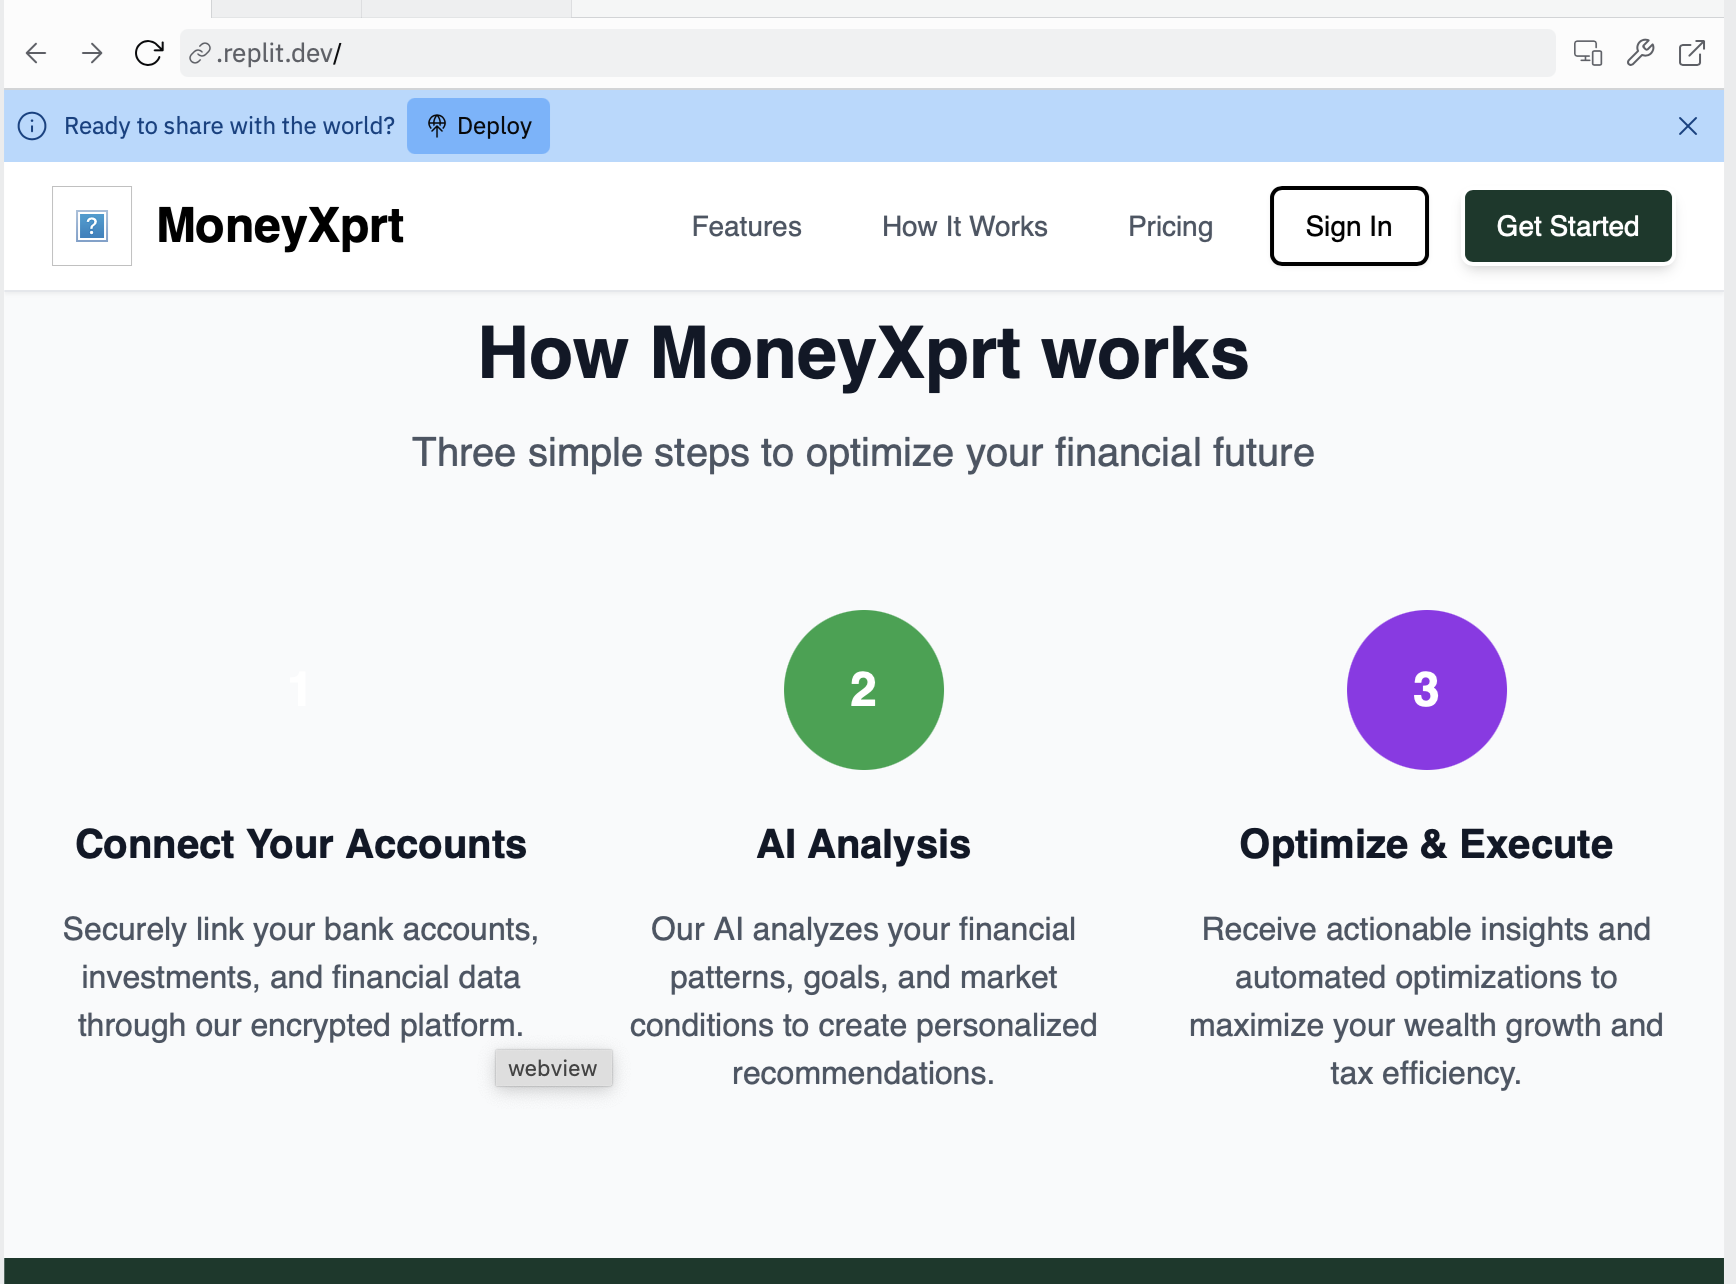 .replit.dev/
Ready to share with the world? Deploy
? MoneyXprt Features How It Works Pricing Sign In Get Started
How MoneyXprt works
Three simple steps to optimize your financial future
1
2
3
Connect Your Accounts
Securely link your bank accounts,
investments, and financial data
through our encrypted platform.
AI Analysis
Our AI analyzes your financial
patterns, goals, and market
conditions to create personalized
recommendations.
Optimize & Execute
Receive actionable insights and
automated optimizations to
maximize your wealth growth and
tax efficiency.
webview